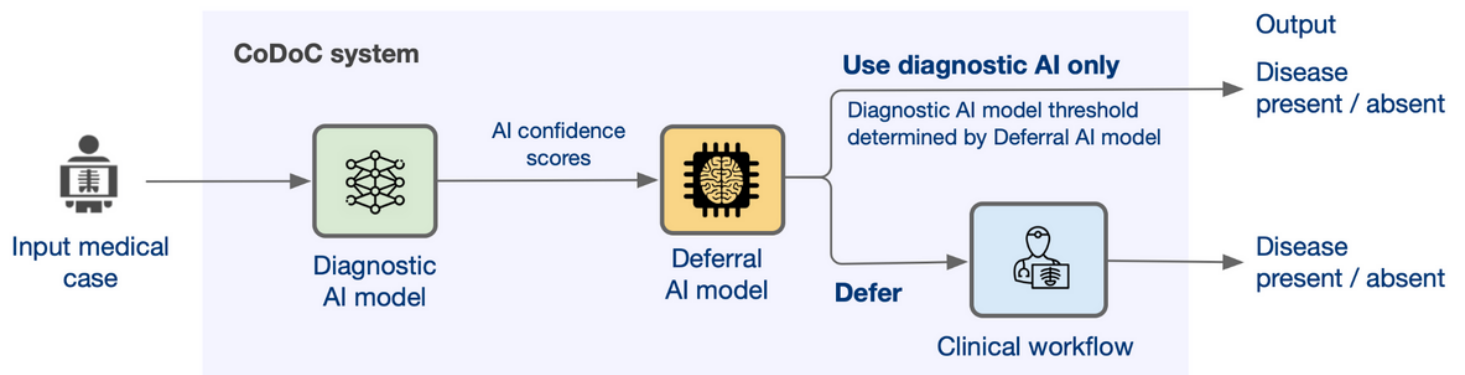 CoDoC system
Input medical
case
Diagnostic
AI model
AI confidence
scores
Deferral
AI model
Use diagnostic AI only
Diagnostic AI model threshold
determined by Deferral AI model
Defer
Clinical workflow
Output
Disease
present / absent
Disease
present / absent